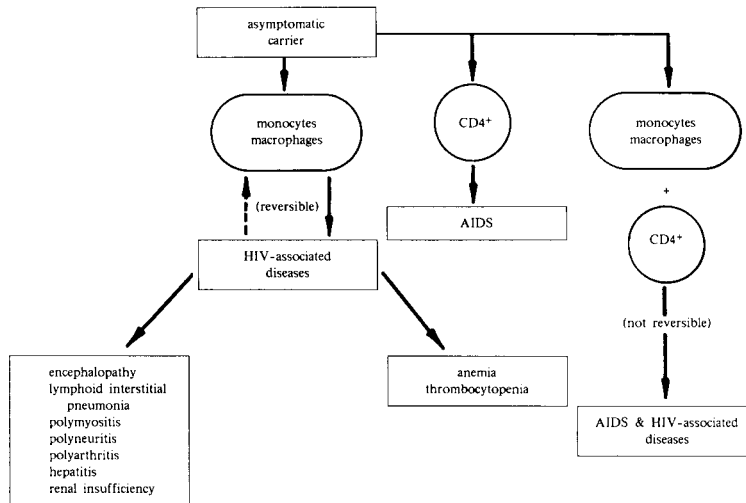 asymptomatic
carrier
monocytes
macrophages
CD4+
monocytes
macrophages
+
CD4+
(reversible)
AIDS
HIV-associated
diseases
(not reversible)
encephalopathy
lymphoid interstitial
pneumonia
polymyositis
polyneuritis
polyarthritis
hepatitis
renal insufficiency
anemia
thrombocytopenia
AIDS & HIV-associated
diseases